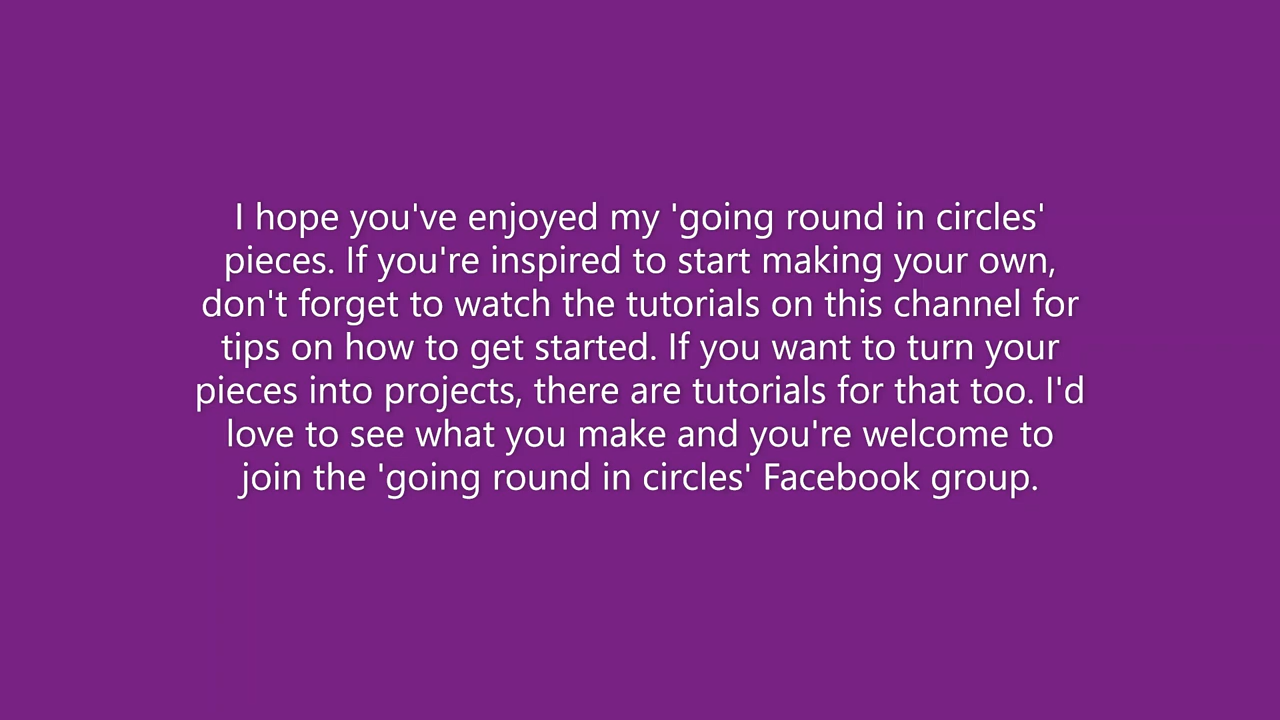 I hope you've enjoyed my 'going round in circles'
pieces. If you're inspired to start making your own,
don't forget to watch the tutorials on this channel for
tips on how to get started. If you want to turn your
pieces into projects, there are tutorials for that too. I'd
love to see what you make and you're welcome to
join the 'going round in circles' Facebook group.